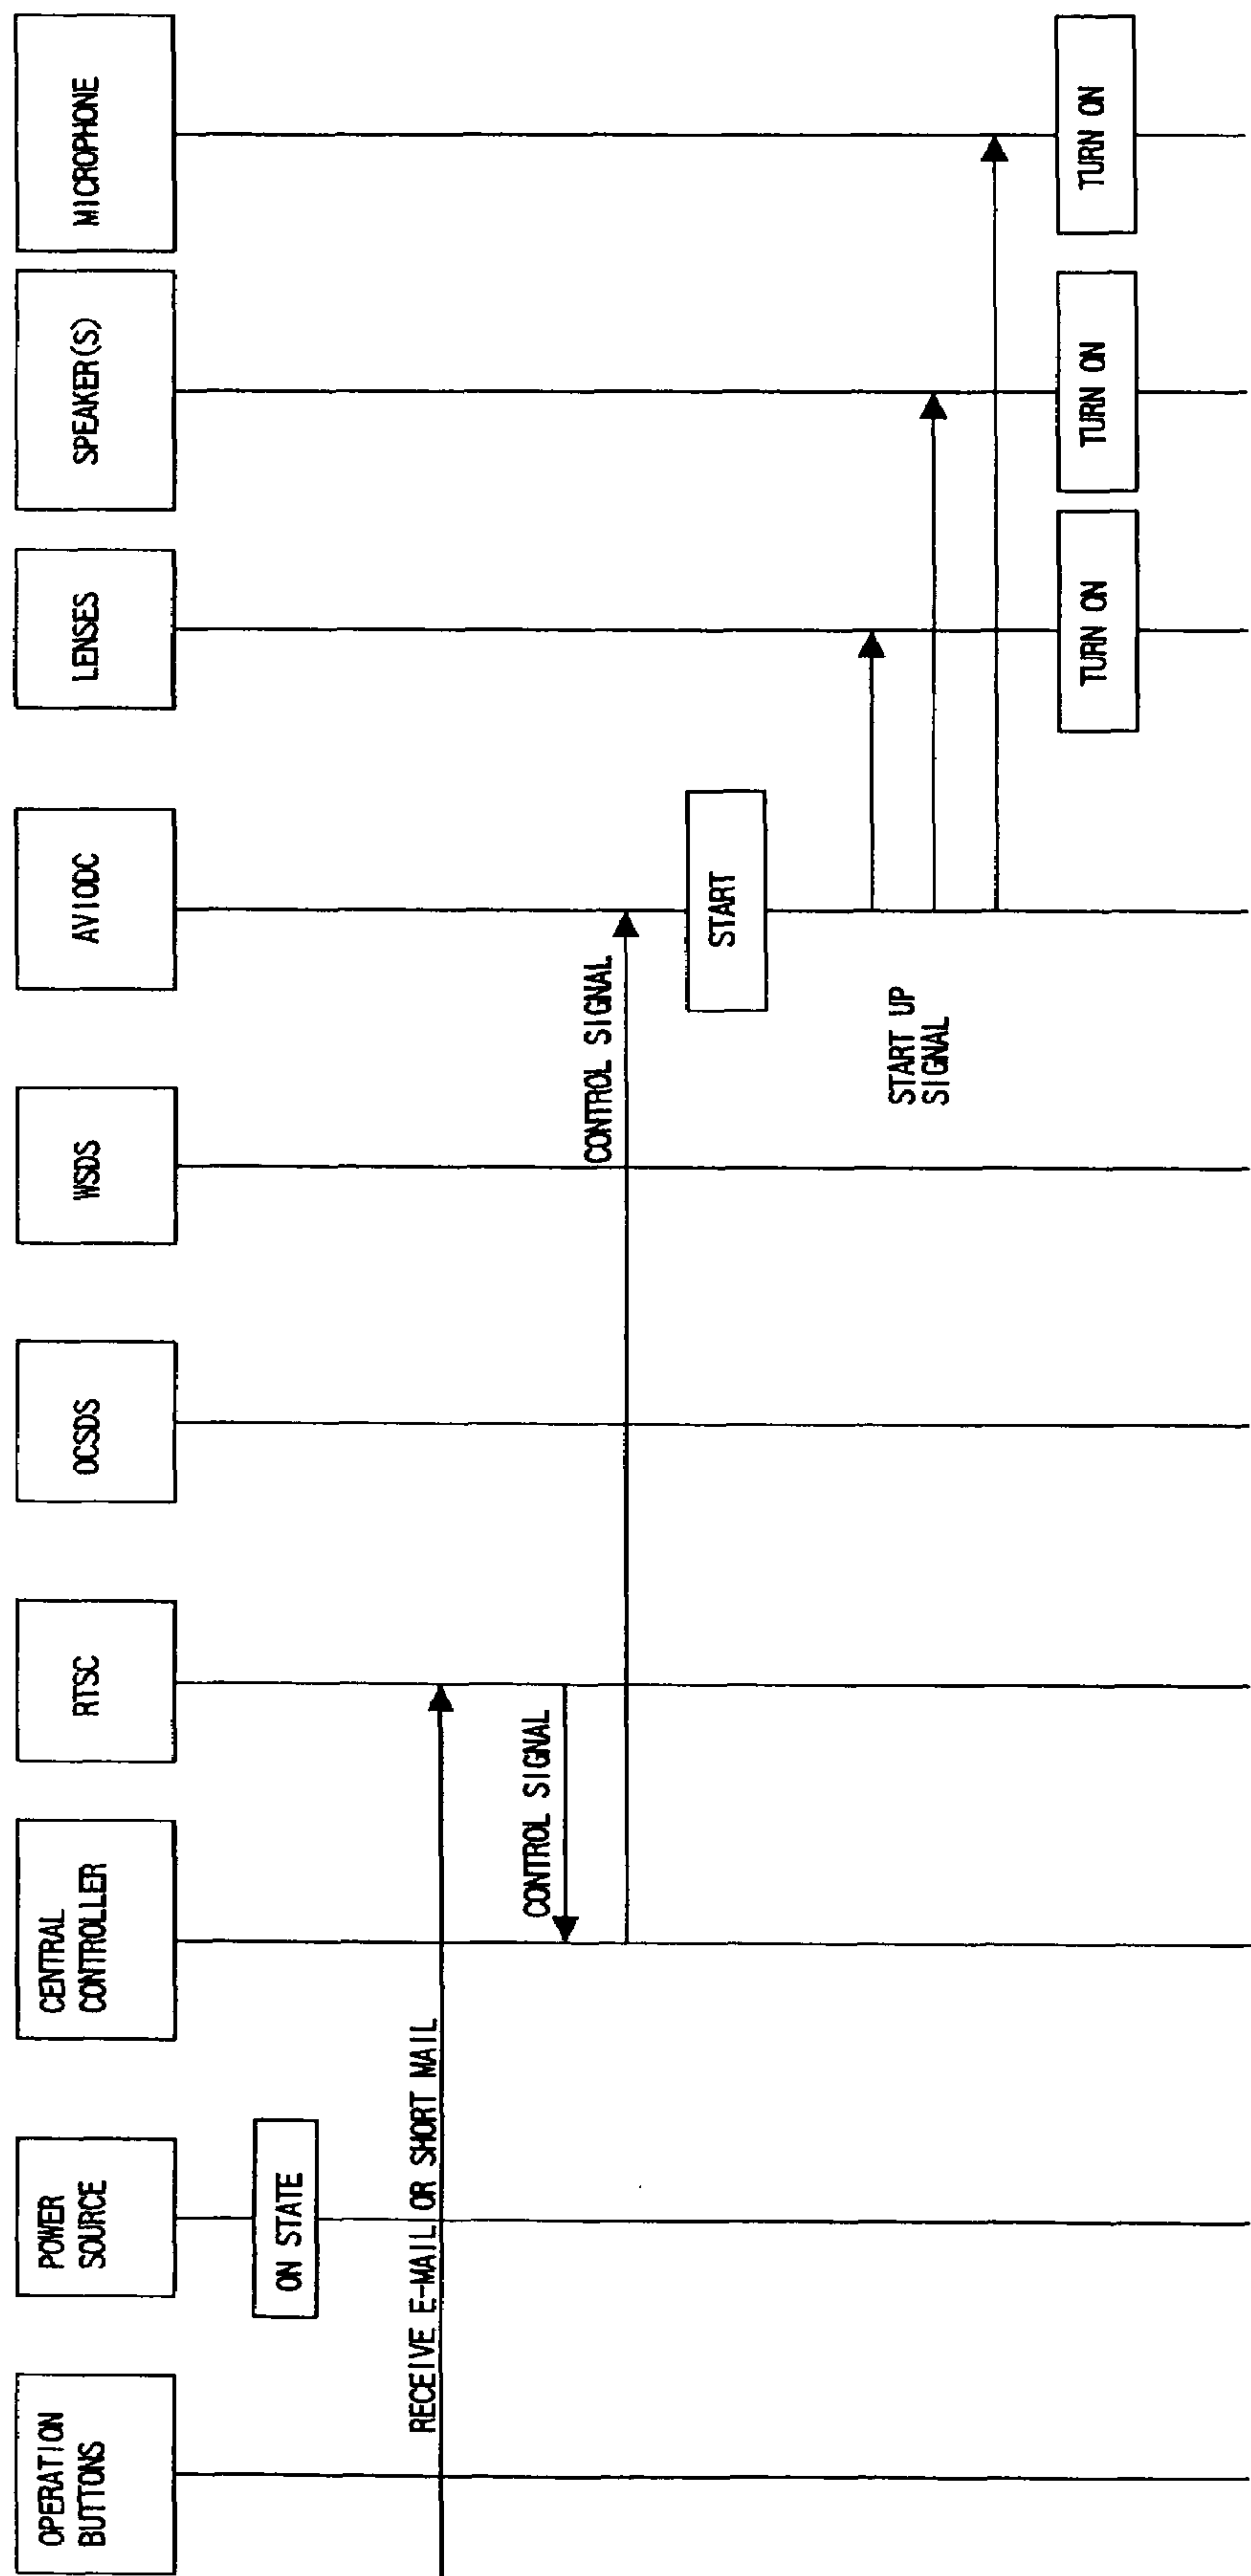 OPERATION
BUTTONS
POWER
SOURCE
CENTRAL
CONTROLLER
RTSC
OCSDS
WSDS
AVIODC
LENSES
SPEAKER(S)
MICROPHONE
ON STATE
RECEIVE E-MAIL OR SHORT MAIL
CONTROL SIGNAL
CONTROL SIGNAL
START
START UP
SIGNAL
TURN ON
TURN ON
TURN ON